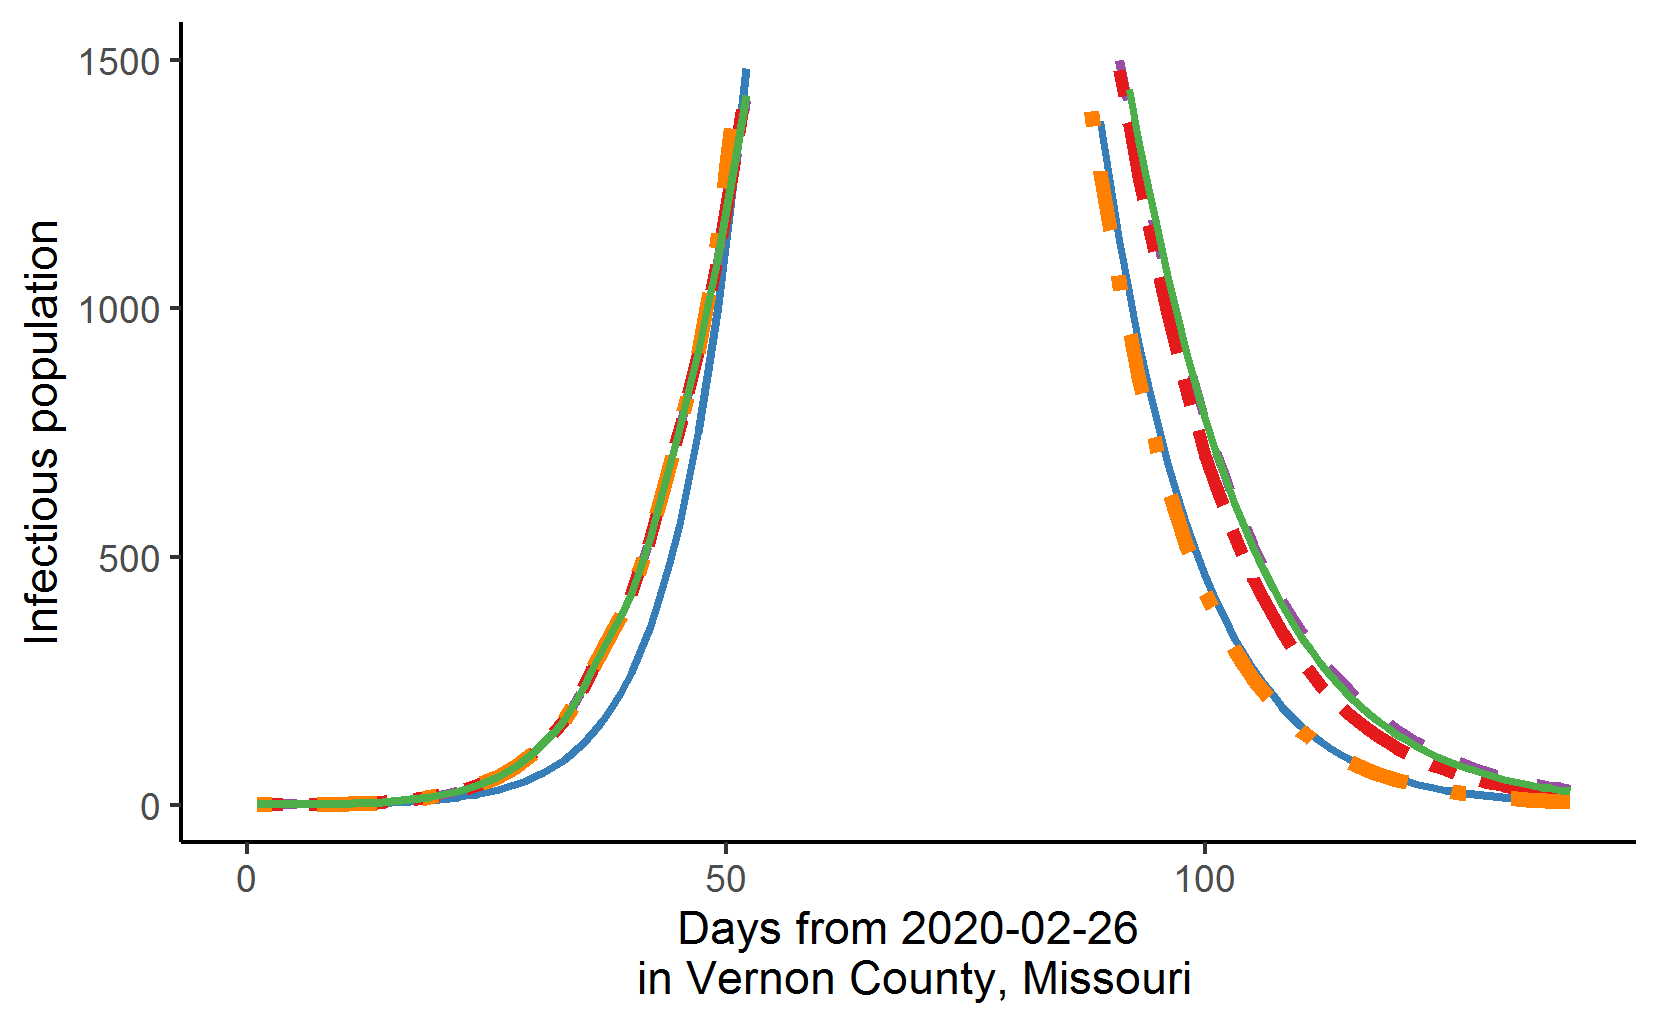 Infectious population
1500
1000
500
0
0 50 100
Days from 2020-02-26
in Vernon County, Missouri